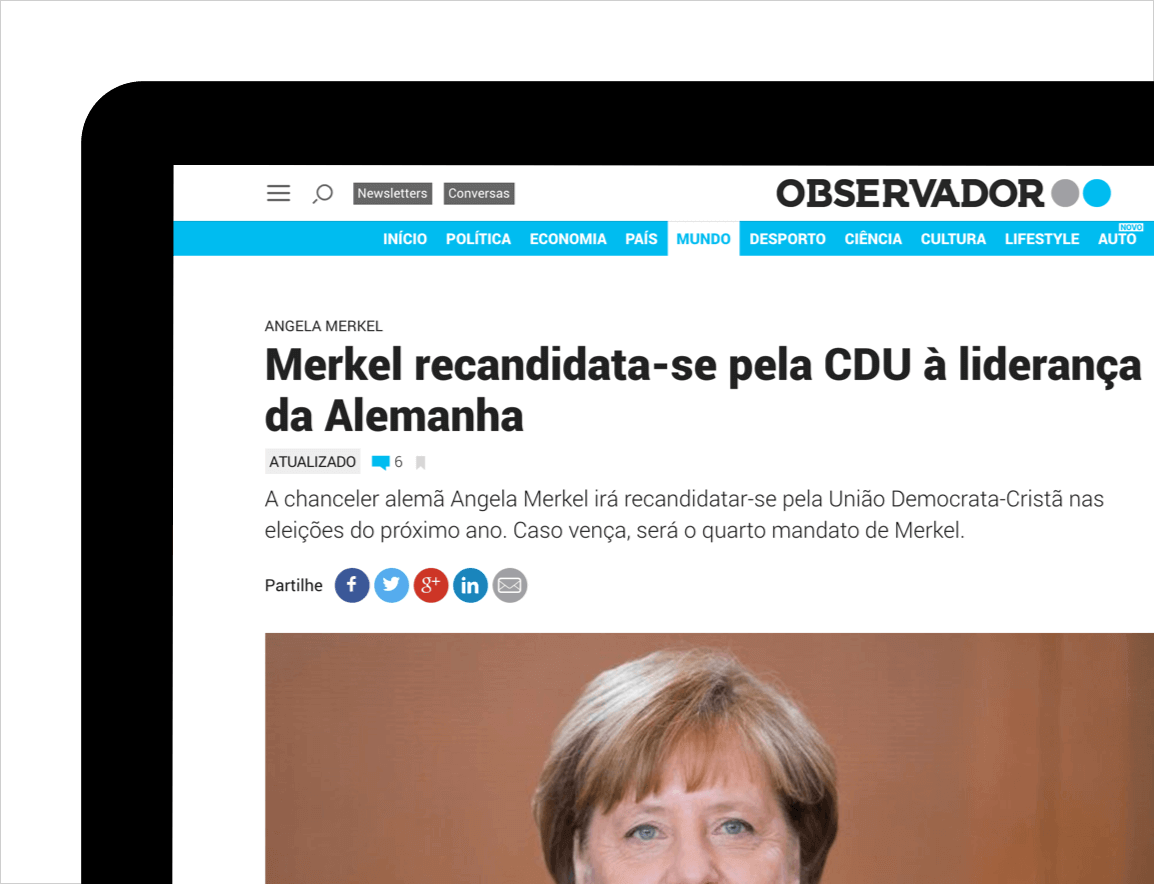 Newsletters Conversas
OBSERVADOR
NOVO
INÍCIO POLÍTICA ECONOMIA PAÍS MUNDO DESPORTO CIÊNCIA CULTURA LIFESTYLE AUTO
ANGELA MERKEL
Merkel recandidata-se pela CDU à liderança
da Alemanha
ATUALIZADO 6
A chanceler alemã Angela Merkel irá recandidatar-se pela União Democrata-Cristã nas
eleições do próximo ano. Caso vença, será o quarto mandato de Merkel.
Partilhe f g+ in